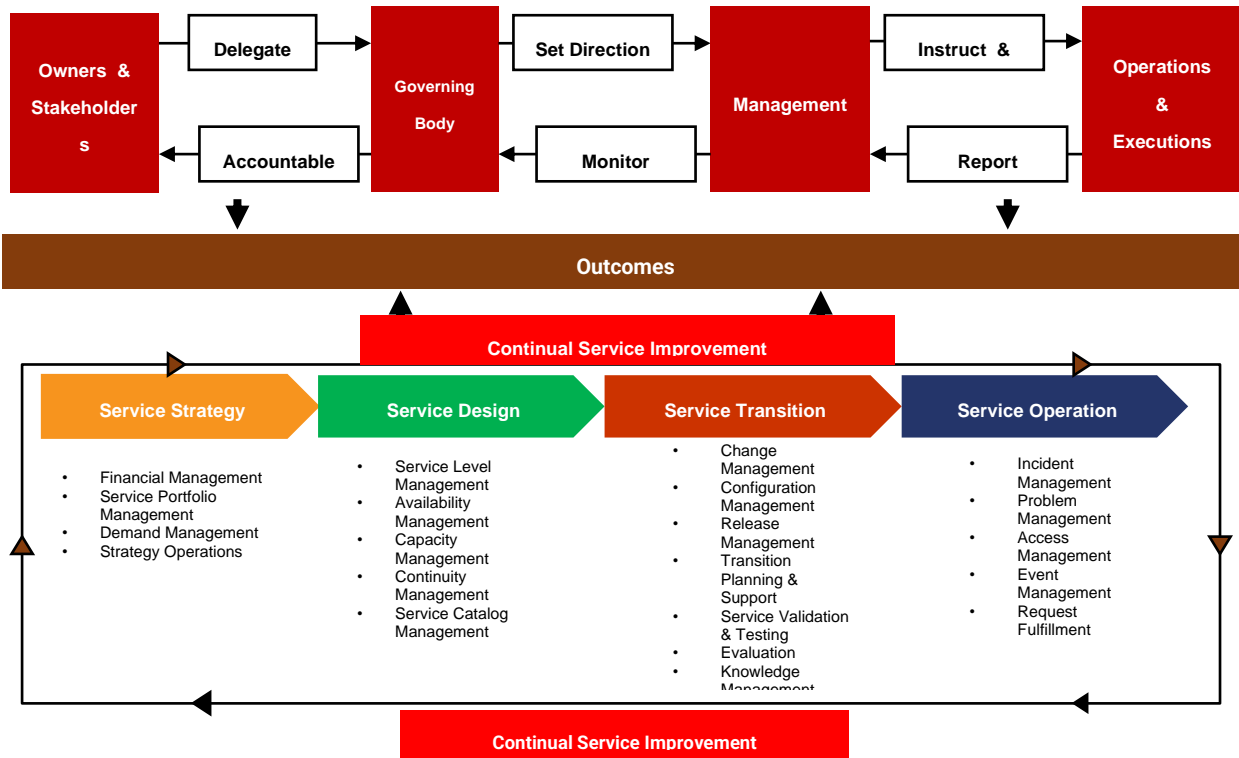 Owners &
Stakeholder
s
Delegate
Accountable
Governing
Body
Set Direction
Monitor
Management
Instruct &
Report
Operations
&
Executions
Outcomes
Continual Service Improvement
Service Strategy
• Financial Management
• Service Portfolio
Management
• Demand Management
• Strategy Operations
Service Design
• Service Level
Management
• Availability
Management
• Capacity
Management
• Continuity
Management
• Service Catalog
Management
Service Transition
• Change
Management
• Configuration
Management
• Release
Management
• Transition
Planning &
Support
• Service Validation
& Testing
• Evaluation
• Knowledge
Management
Service Operation
• Incident
Management
• Problem
Management
• Access
Management
• Event
Management
• Request
Fulfillment
Continual Service Improvement